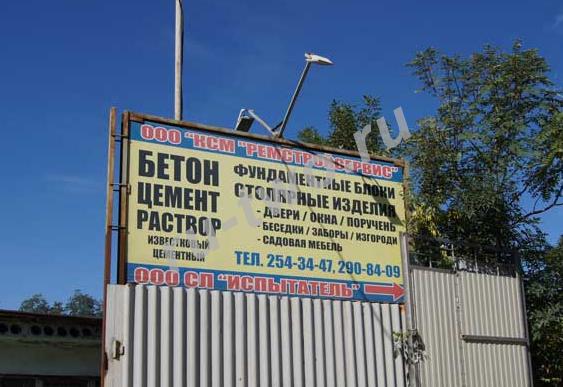 ООО "КСМ "РЕМСТРОЙСЕРВИС"
БЕТОН
ЦЕМЕНТ
РАСТВОР
ИЗВЕСТКОВЫЙ
ЦЕМЕНТНЫЙ
ФУНДАМЕНТНЫЕ БЛОКИ
СТОЛЯРНЫЕ ИЗДЕЛИЯ
- ДВЕРИ / ОКНА / ПОРУЧЕНЬ
- БЕСЕДКИ / ЗАБОРЫ / ИЗГОРОДИ
- САДОВАЯ МЕБЕЛЬ
ТЕЛ. 254-34-47, 290-84-09
ООО СП "ИСПЫТАТЕЛЬ"